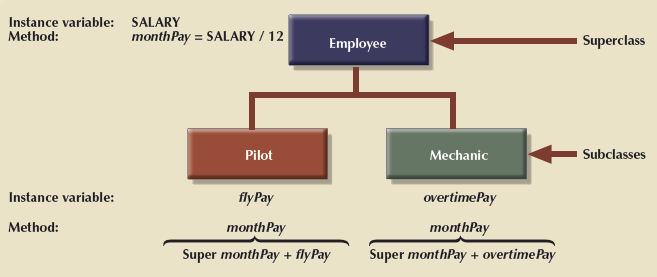 Instance variable: SALARY
Method: monthPay = SALARY / 12
Employee
Superclass
Pilot
Mechanic
Subclasses
Instance variable: flyPay overtimePay
Method: monthPay monthPay
Super monthPay + flyPay Super monthPay + overtimePay